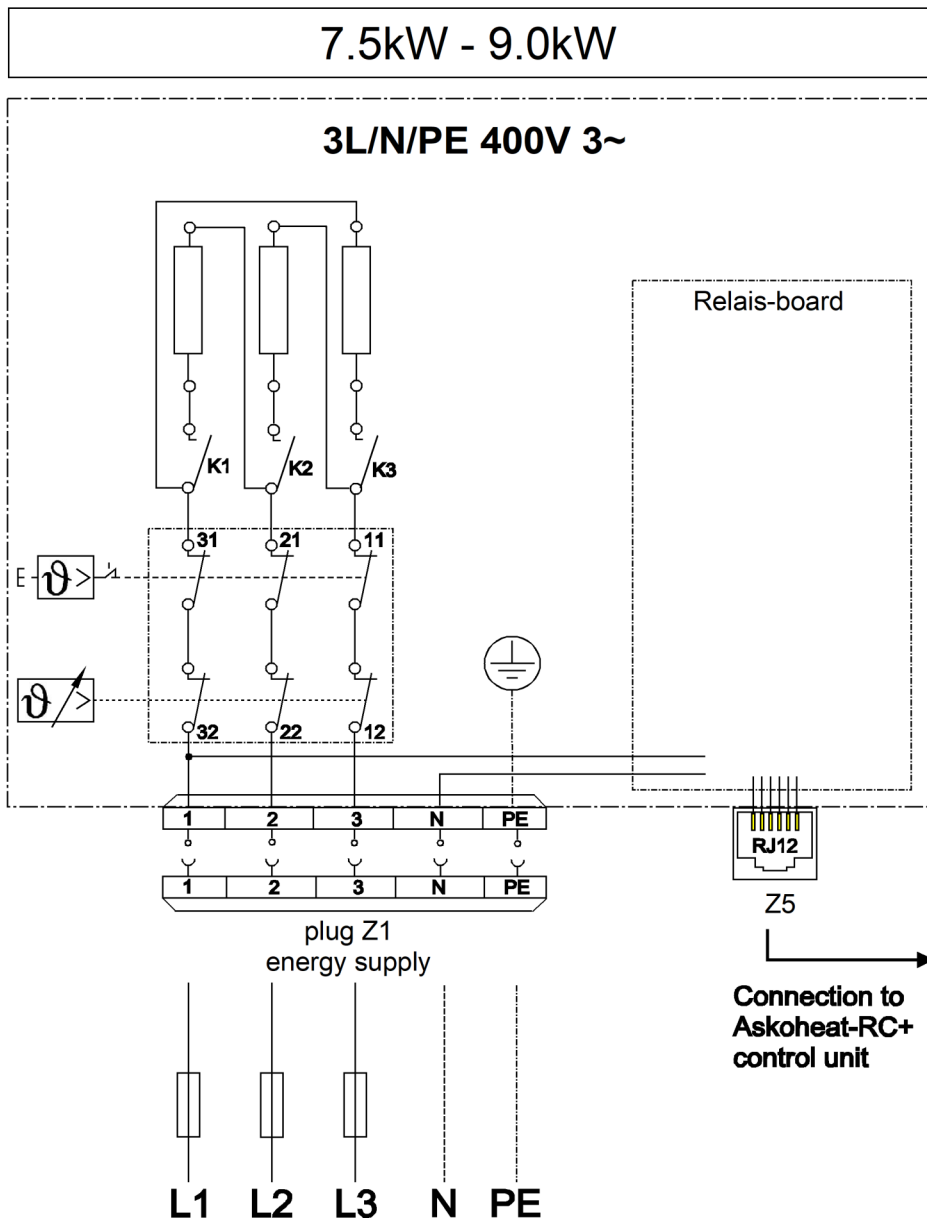 7.5kW - 9.0kW
3L/N/PE 400V 3~
Relais-board
K1 K2 K3
31 21 11
ϑ >
ϑ >
32 22 12
1 2 3 N PE
RJ12
1 2 3 N PE
Z5
plug Z1
energy supply
Connection to
Askoheat-RC+
control unit
L1 L2 L3 N PE